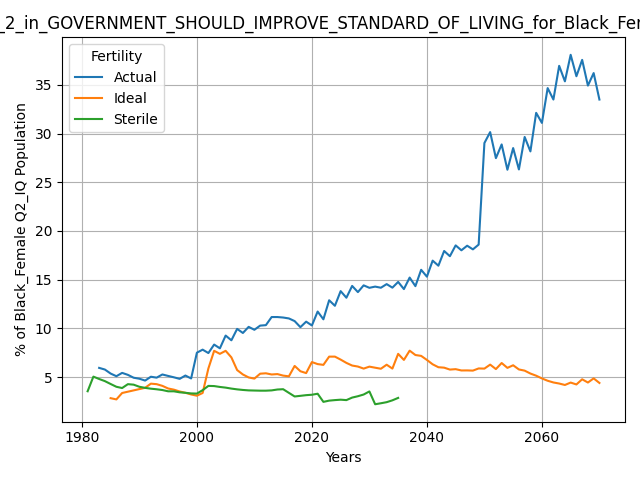 _2_in_GOVERNMENT_SHOULD_IMPROVE_STANDARD_OF_LIVING_for_Black_Fe
Fertility
Actual
Ideal
Sterile
% of Black_Female Q2_IQ Population
35
30
25
20
15
10
5
1980 2000 2020 2040 2060
Years